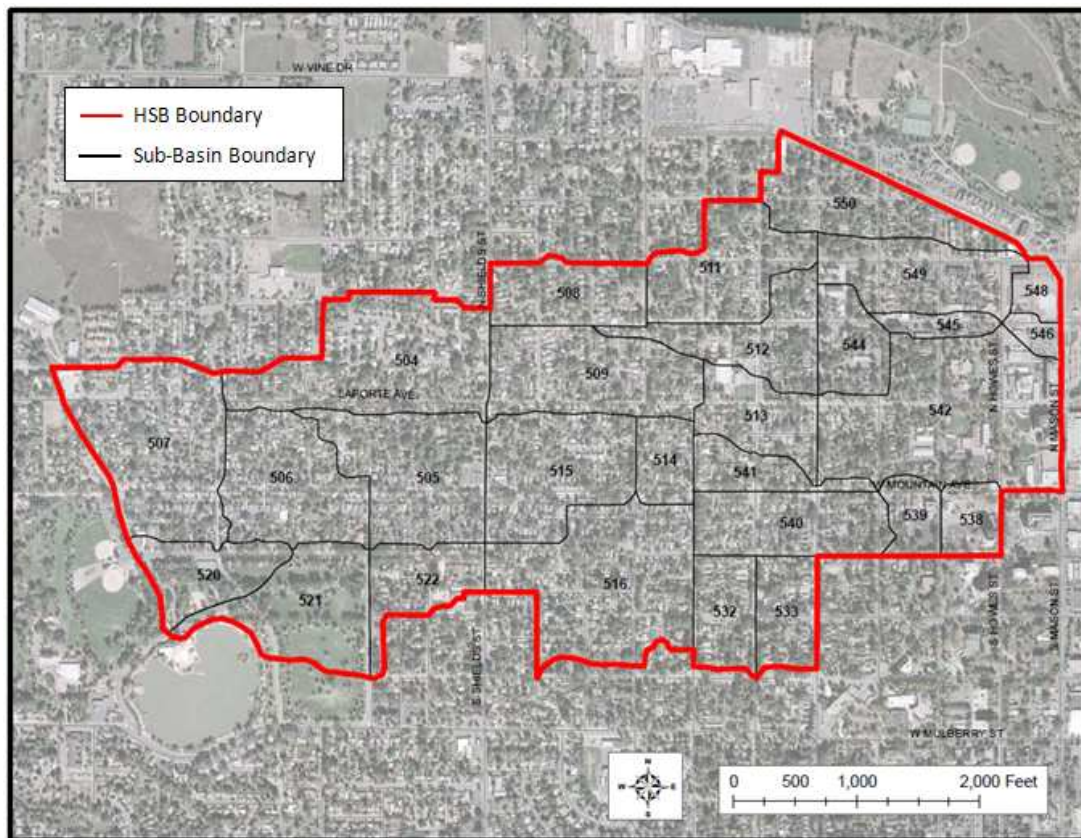 W VINE DR
HSB Boundary
Sub-Basin Boundary
550
N SHIELDS ST
511
549
508
548
545
546
504
512
544
509
N HOWES ST
LAPORTE AVE
542
N MASON ST
513
507
506
505
515
514
541
W MOUNTAIN AVE
540
539
538
520
521
522
516
532
533
S HOWES ST
S MASON ST
S SHIELDS ST
W MULBERRY ST
N
W E
S
0 500 1,000 2,000 Feet